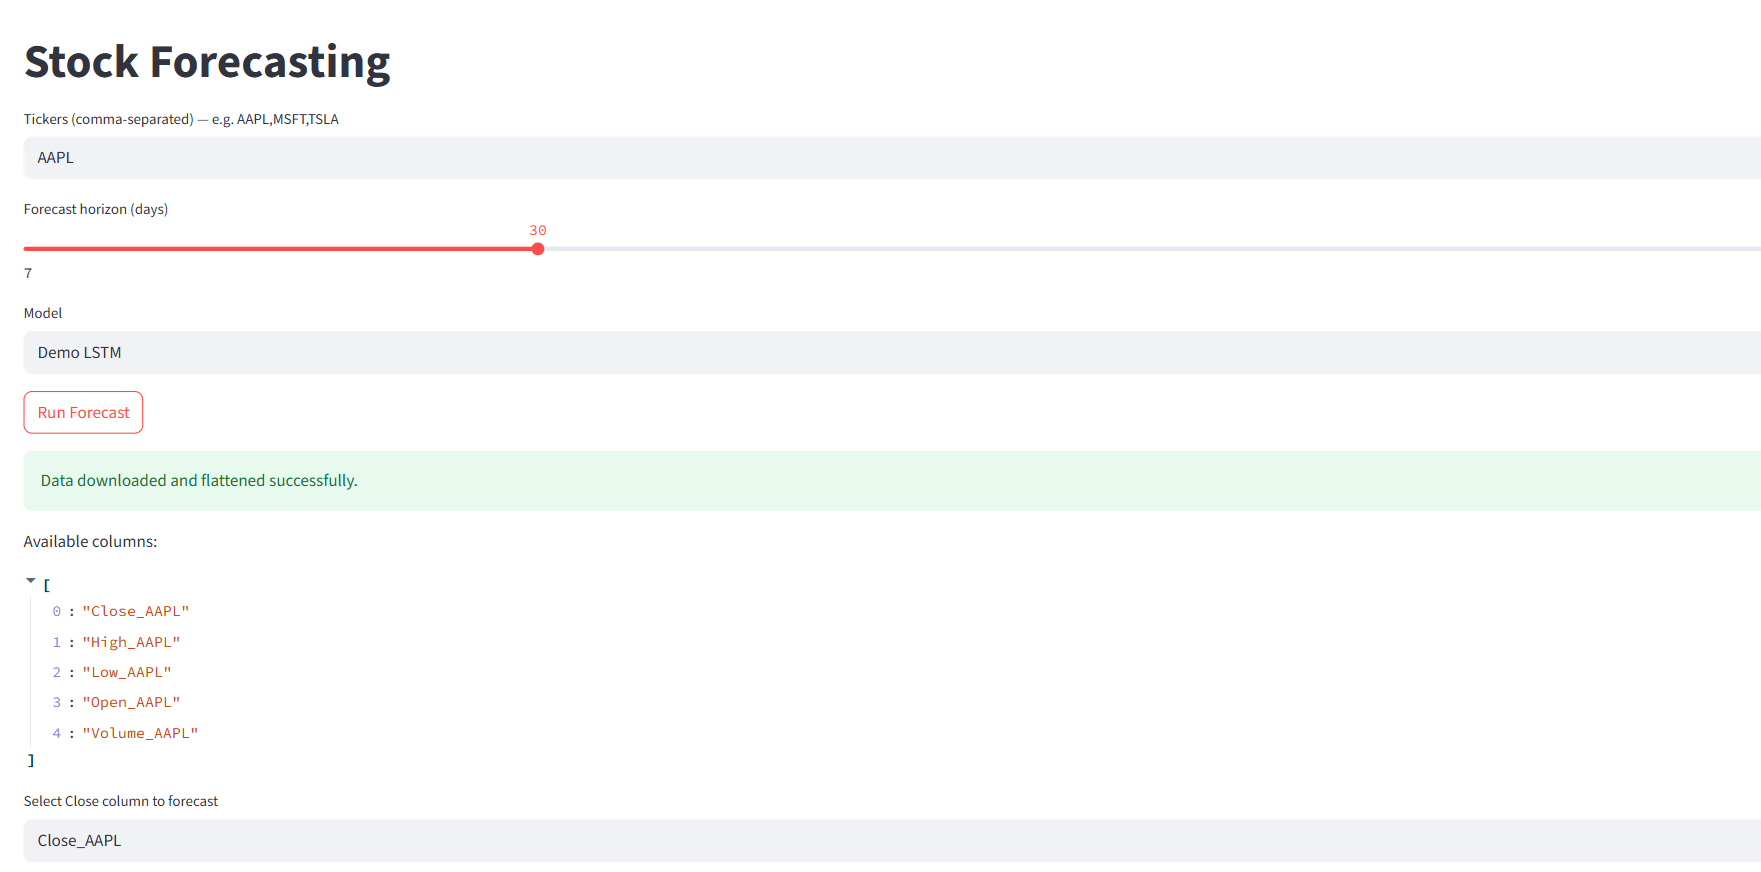 Stock Forecasting
Tickers (comma-separated) — e.g. AAPL,MSFT,TSLA
AAPL
Forecast horizon (days)
30
7
Model
Demo LSTM
Run Forecast
Data downloaded and flattened successfully.
Available columns:
[
0 : "Close_AAPL"
1 : "High_AAPL"
2 : "Low_AAPL"
3 : "Open_AAPL"
4 : "Volume_AAPL"
]
Select Close column to forecast
Close_AAPL